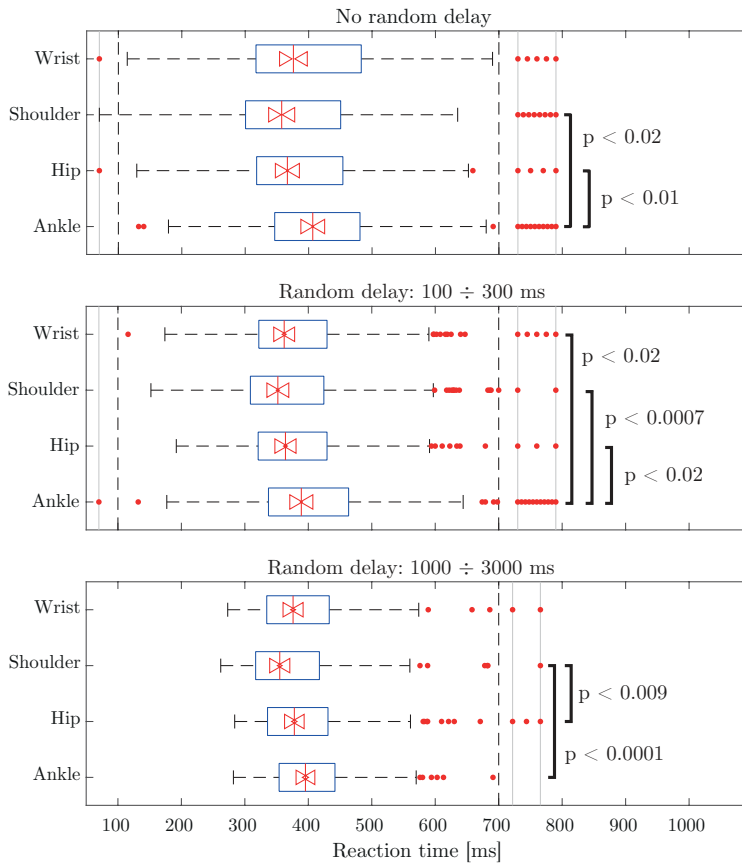 No random delay
Wrist
Shoulder
Hip
Ankle
p < 0.02
p < 0.01
Random delay: 100 ÷ 300 ms
Wrist
Shoulder
Hip
Ankle
p < 0.02
p < 0.0007
p < 0.02
Random delay: 1000 ÷ 3000 ms
Wrist
Shoulder
Hip
Ankle
p < 0.009
p < 0.0001
100 200 300 400 500 600 700 800 900 1000
Reaction time [ms]